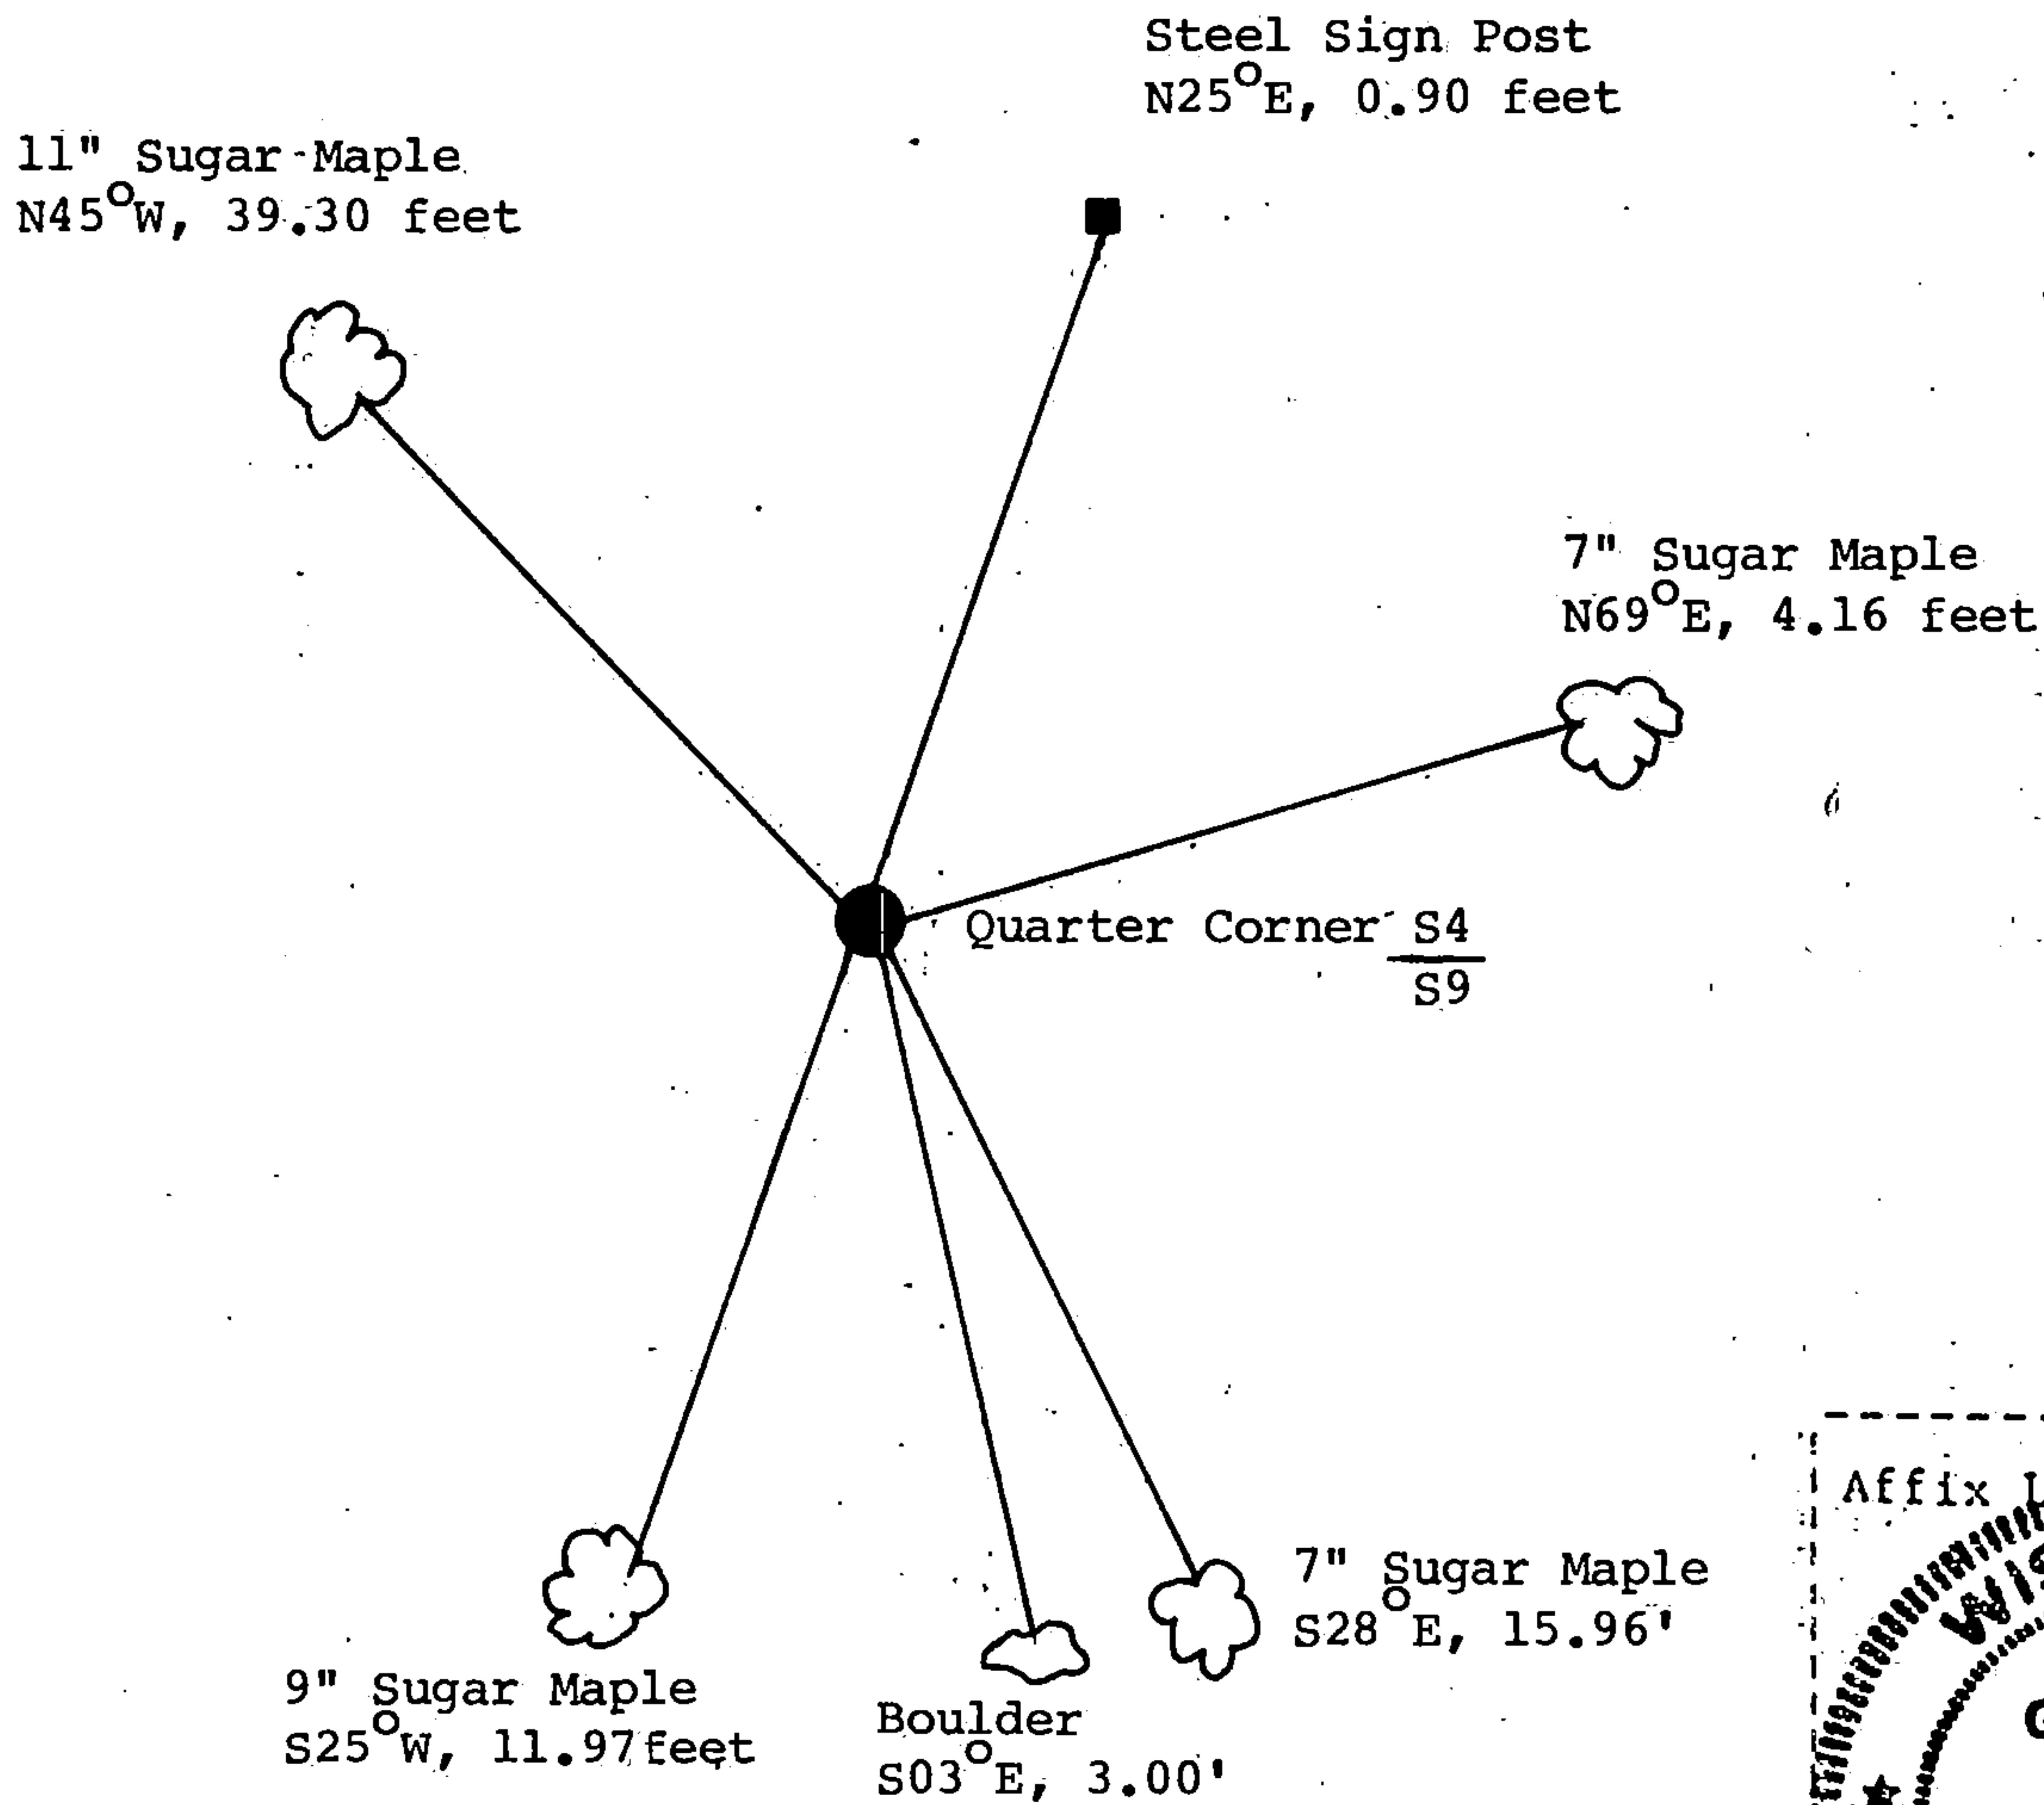 Steel Sign Post
N25°E, 0.90 feet
11" Sugar Maple
N45°W, 39.30 feet
7" Sugar Maple
N69°E, 4.16 feet
Quarter Corner S4
S9
7" Sugar Maple
S28°E, 15.96'
9" Sugar Maple
S25°W, 11.97feet
Boulder
S03°E, 3.00'
Affix
WIS